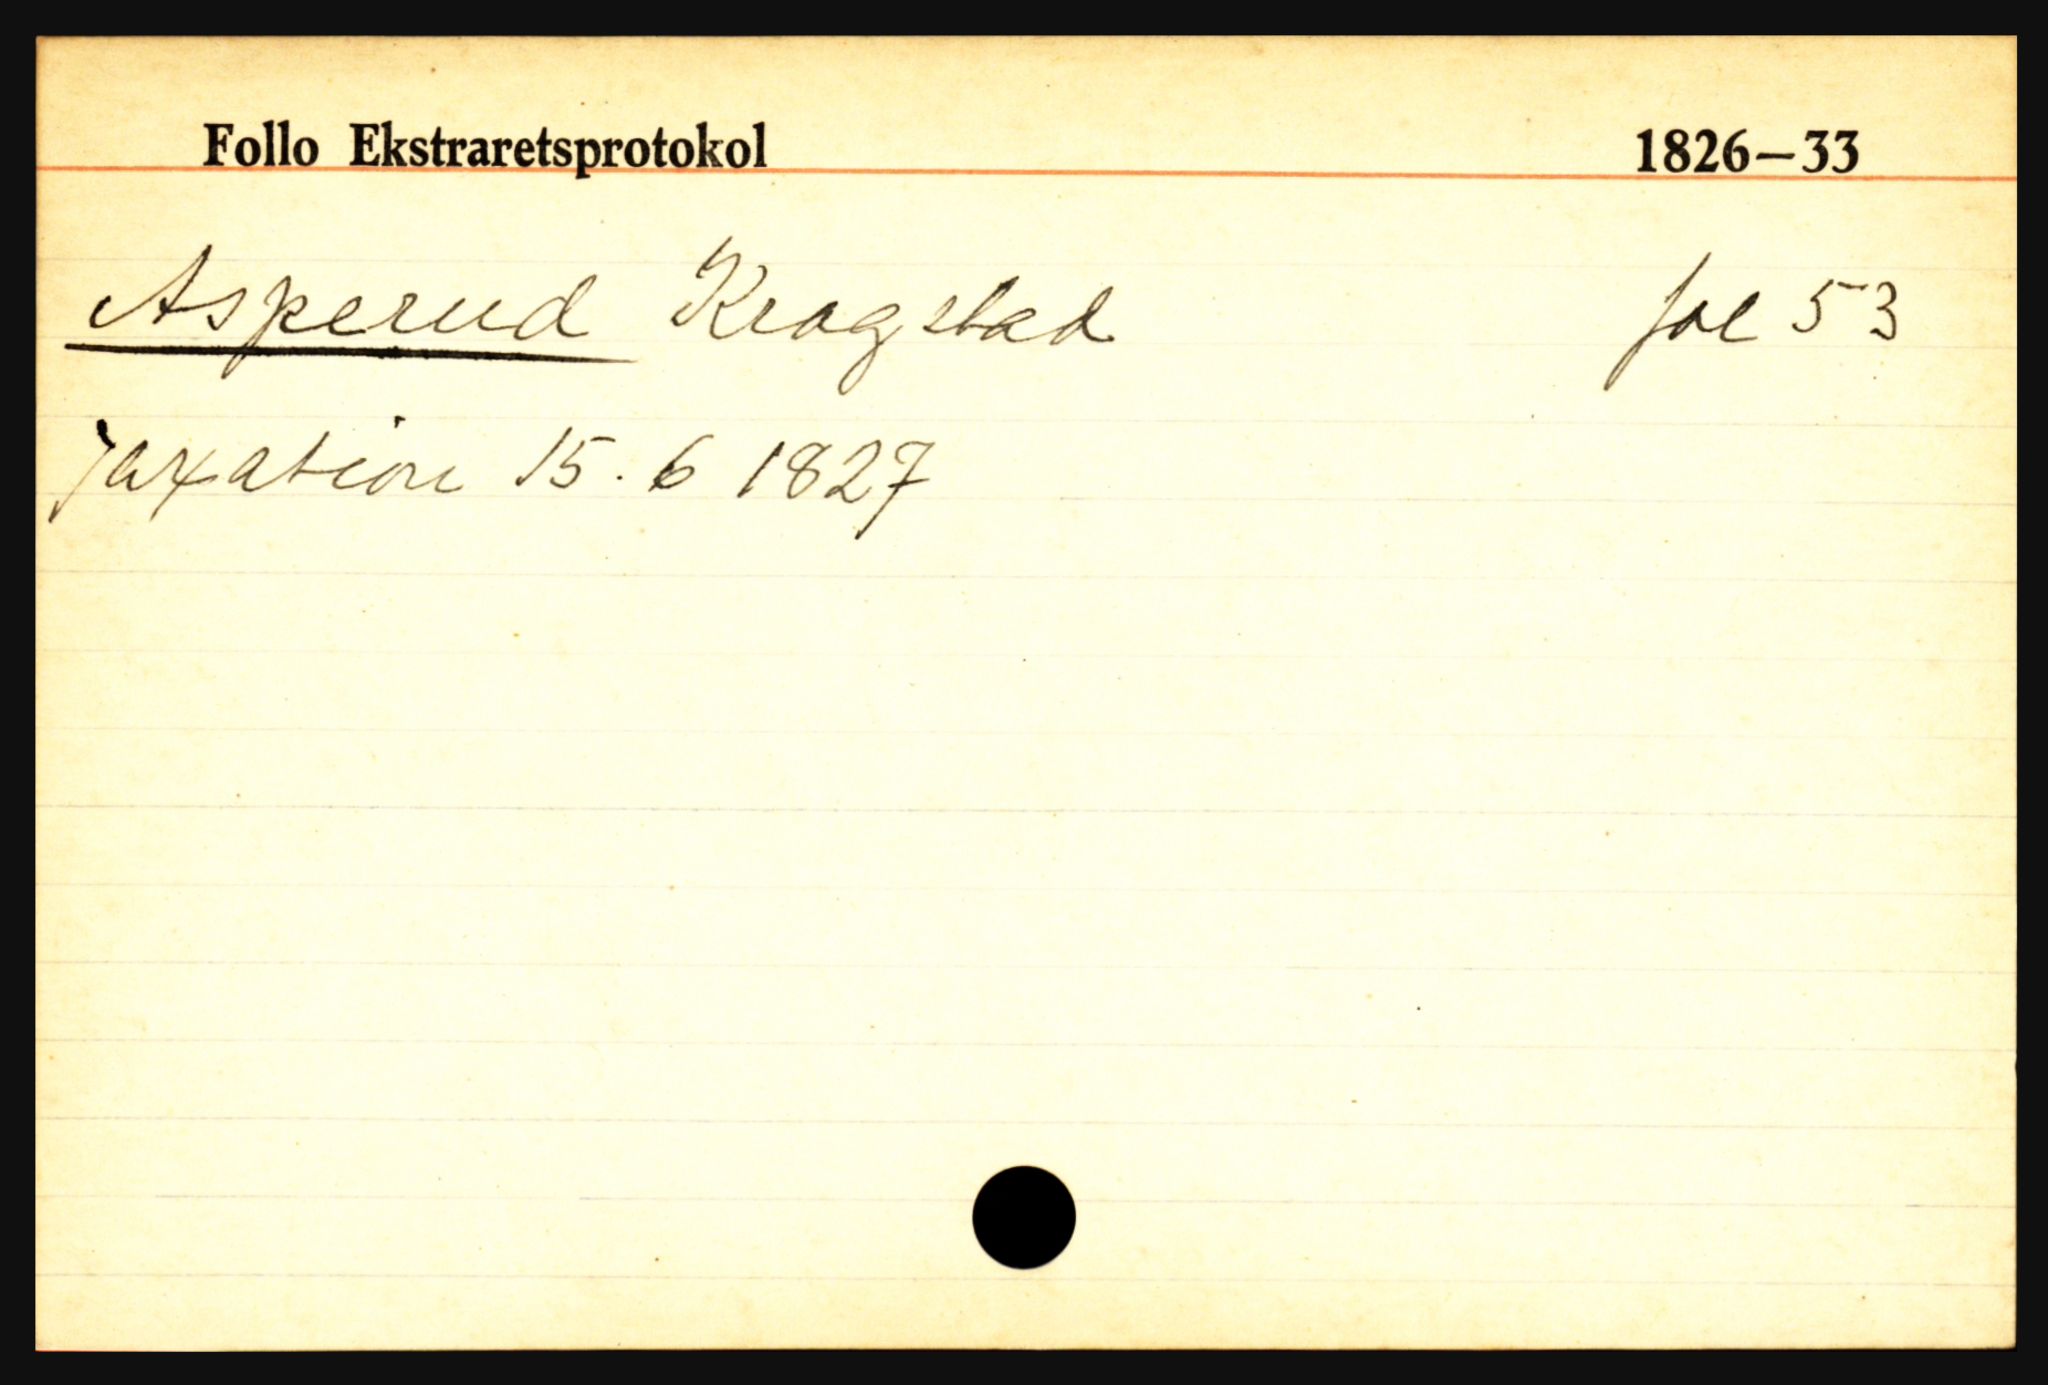 Follo Ekstraretsprotokol 1826–33
Asperud Kragstad fol 53
Taxation 15. 6 1827